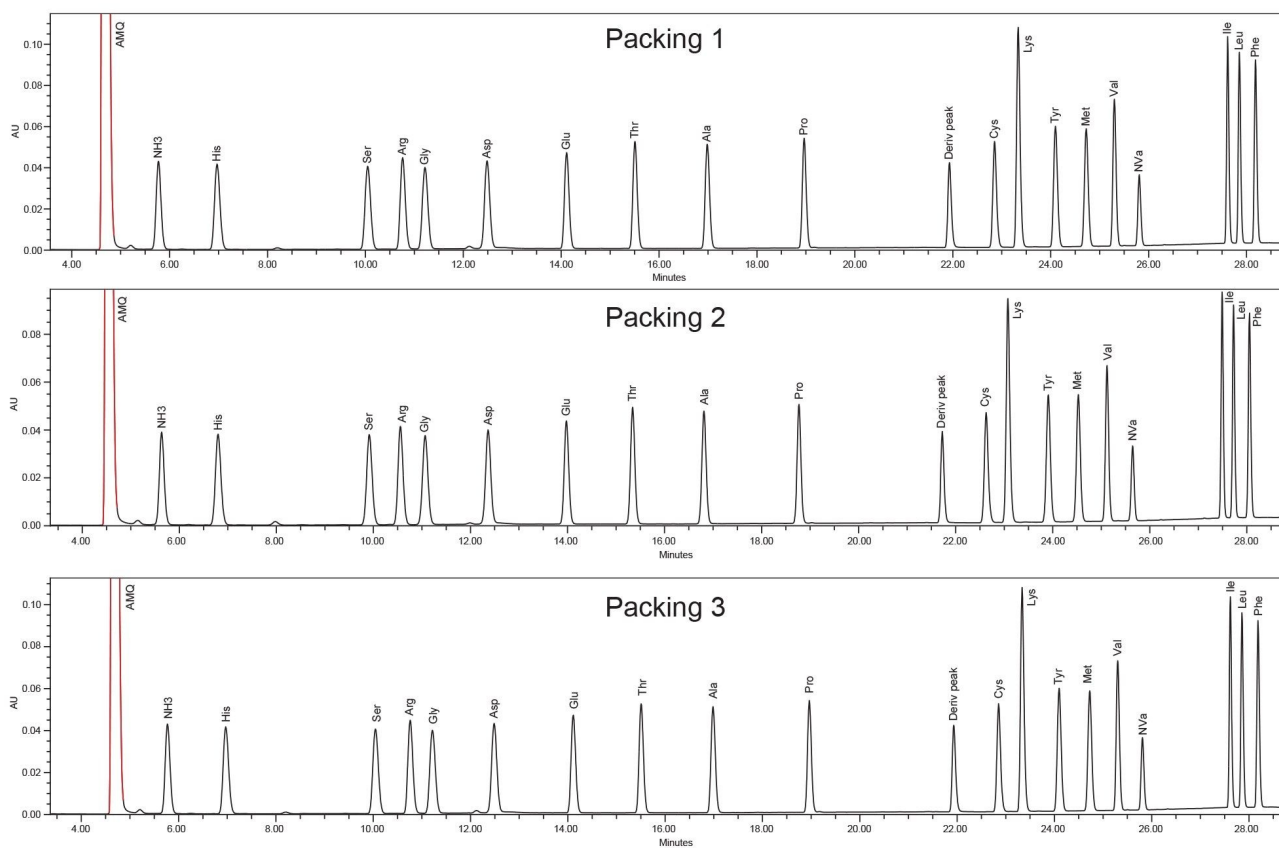 Packing 1
AU
0.10
0.08
0.06
0.04
0.02
0.00
AMQ
NH3
His
Ser
Arg
Gly
Asp
Glu
Thr
Ala
Pro
Deriv peak
Cys
Lys
Tyr
Met
Val
NVa
Ile
Leu
Phe
4.00 6.00 8.00 10.00 12.00 14.00 16.00 18.00 20.00 22.00 24.00 26.00 28.00
Minutes
Packing 2
AU
0.08
0.06
0.04
0.02
0.00
AMQ
NH3
His
Ser
Arg
Gly
Asp
Glu
Thr
Ala
Pro
Deriv peak
Cys
Lys
Tyr
Met
Val
NVa
Ile
Leu
Phe
4.00 6.00 8.00 10.00 12.00 14.00 16.00 18.00 20.00 22.00 24.00 26.00 28.00
Minutes
Packing 3
AU
0.10
0.08
0.06
0.04
0.02
0.00
AMQ
NH3
His
Ser
Arg
Gly
Asp
Glu
Thr
Ala
Pro
Deriv peak
Cys
Lys
Tyr
Met
Val
NVa
Ile
Leu
Phe
4.00 6.00 8.00 10.00 12.00 14.00 16.00 18.00 20.00 22.00 24.00 26.00 28.00
Minutes